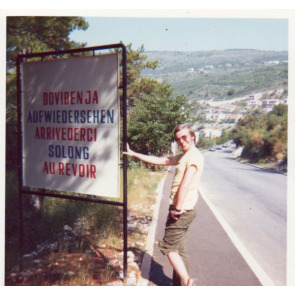 DOVIĐENJA
AUFWIEDERSEHEN
ARRIVEDERCI
SOLONG
AU REVOIR